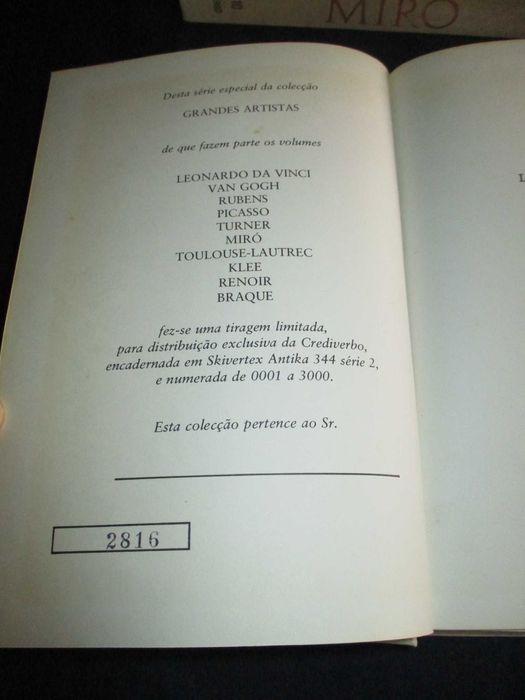 MIRÓ
Desta série especial da colecção
GRANDES ARTISTAS
de que fazem parte os volumes
LEONARDO DA VINCI
VAN GOGH
RUBENS
PICASSO
TURNER
MIRÓ
TOULOUSE-LAUTREC
KLEE
RENOIR
BRAQUE
fez-se uma tiragem limitada,
para distribuição exclusiva da Crediverbo,
encadernada em Skivertex Antika 344 série 2,
e numerada de 0001 a 3000.
Esta colecção pertence ao Sr.
2816